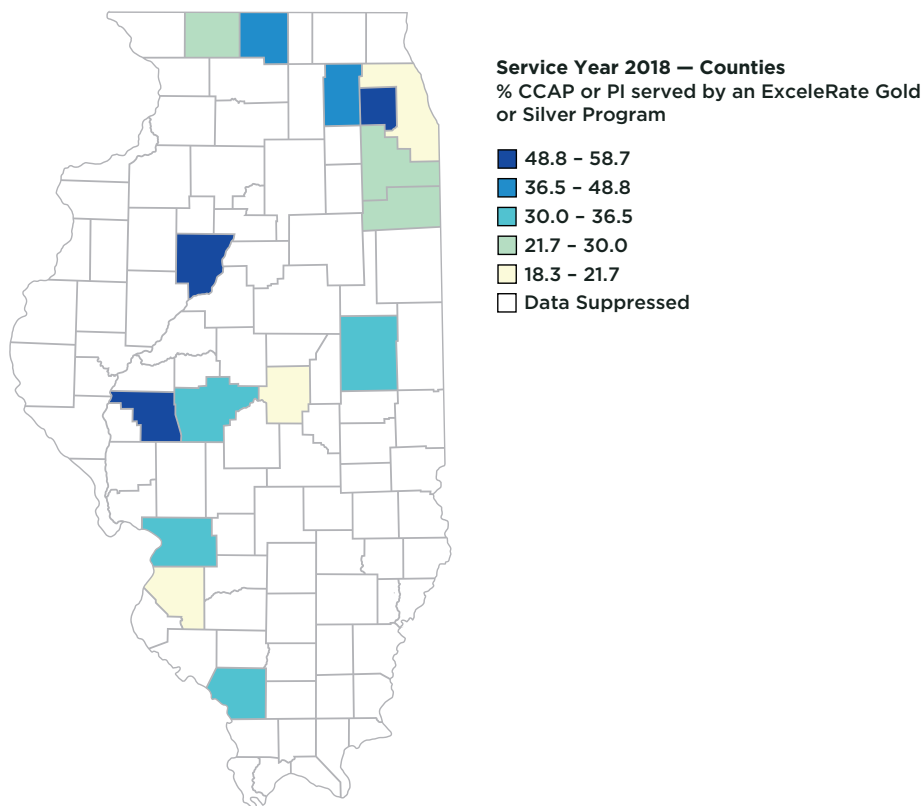 Service Year 2018 — Counties
% CCAP or PI served by an ExceleRate Gold
or Silver Program
48.8 – 58.7
36.5 – 48.8
30.0 – 36.5
21.7 – 30.0
18.3 – 21.7
Data Suppressed